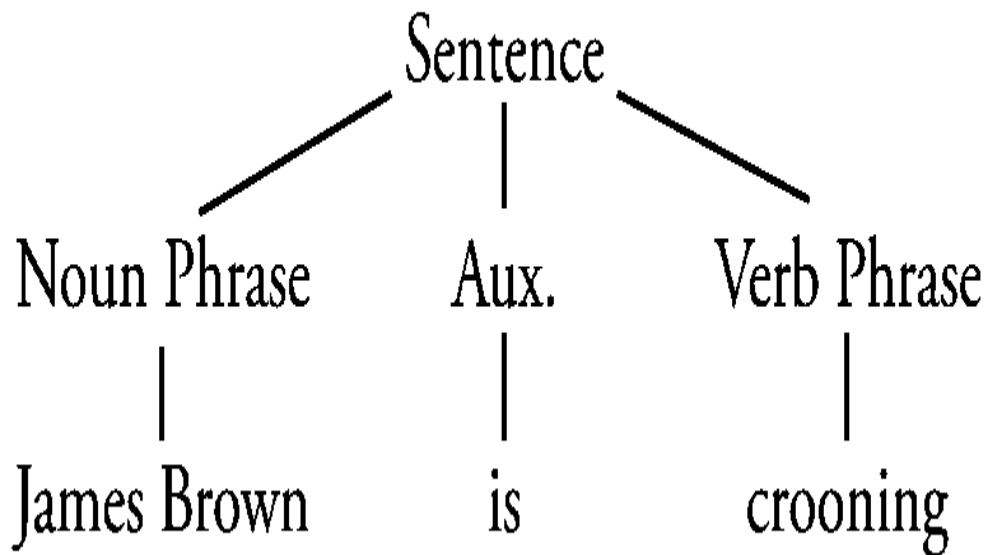 Sentence
Noun Phrase Aux. Verb Phrase
James Brown is crooning